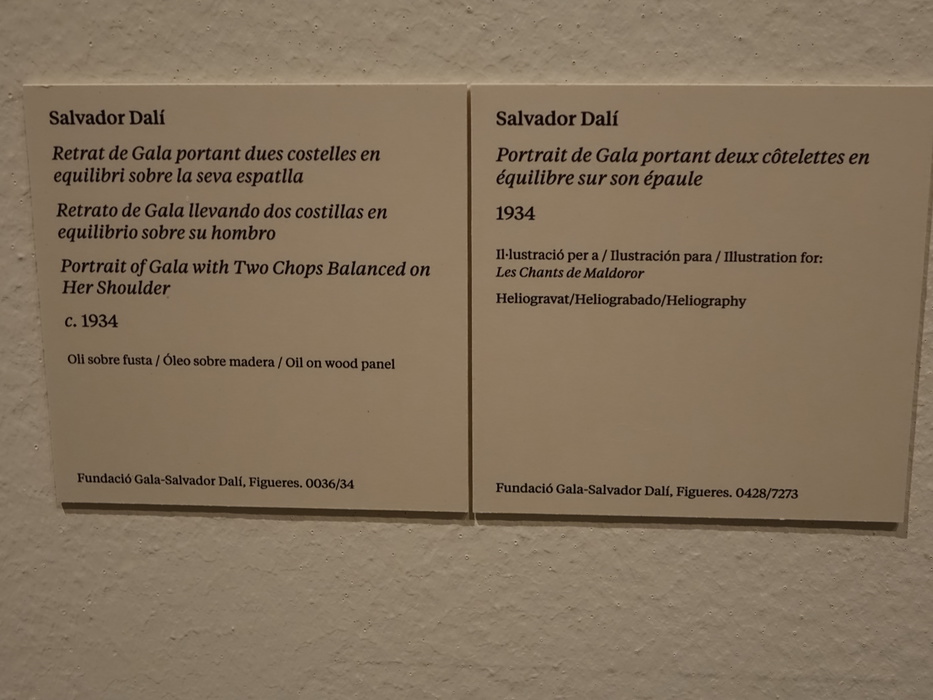 Salvador Dalí
Retrat de Gala portant dues costelles en
equilibri sobre la seva espatlla
Retrato de Gala llevando dos costillas en
equilibrio sobre su hombro
Portrait of Gala with Two Chops Balanced on
Her Shoulder
c. 1934
Oli sobre fusta / Óleo sobre madera / Oil on wood panel
Fundació Gala-Salvador Dalí, Figueres. 0036/34
Salvador Dalí
Portrait de Gala portant deux côtelettes en
équilibre sur son épaule
1934
Il·lustració per a / Ilustración para / Illustration for:
Les Chants de Maldoror
Heliogravat/Heliograbado/Heliography
Fundació Gala-Salvador Dalí, Figueres. 0428/7273